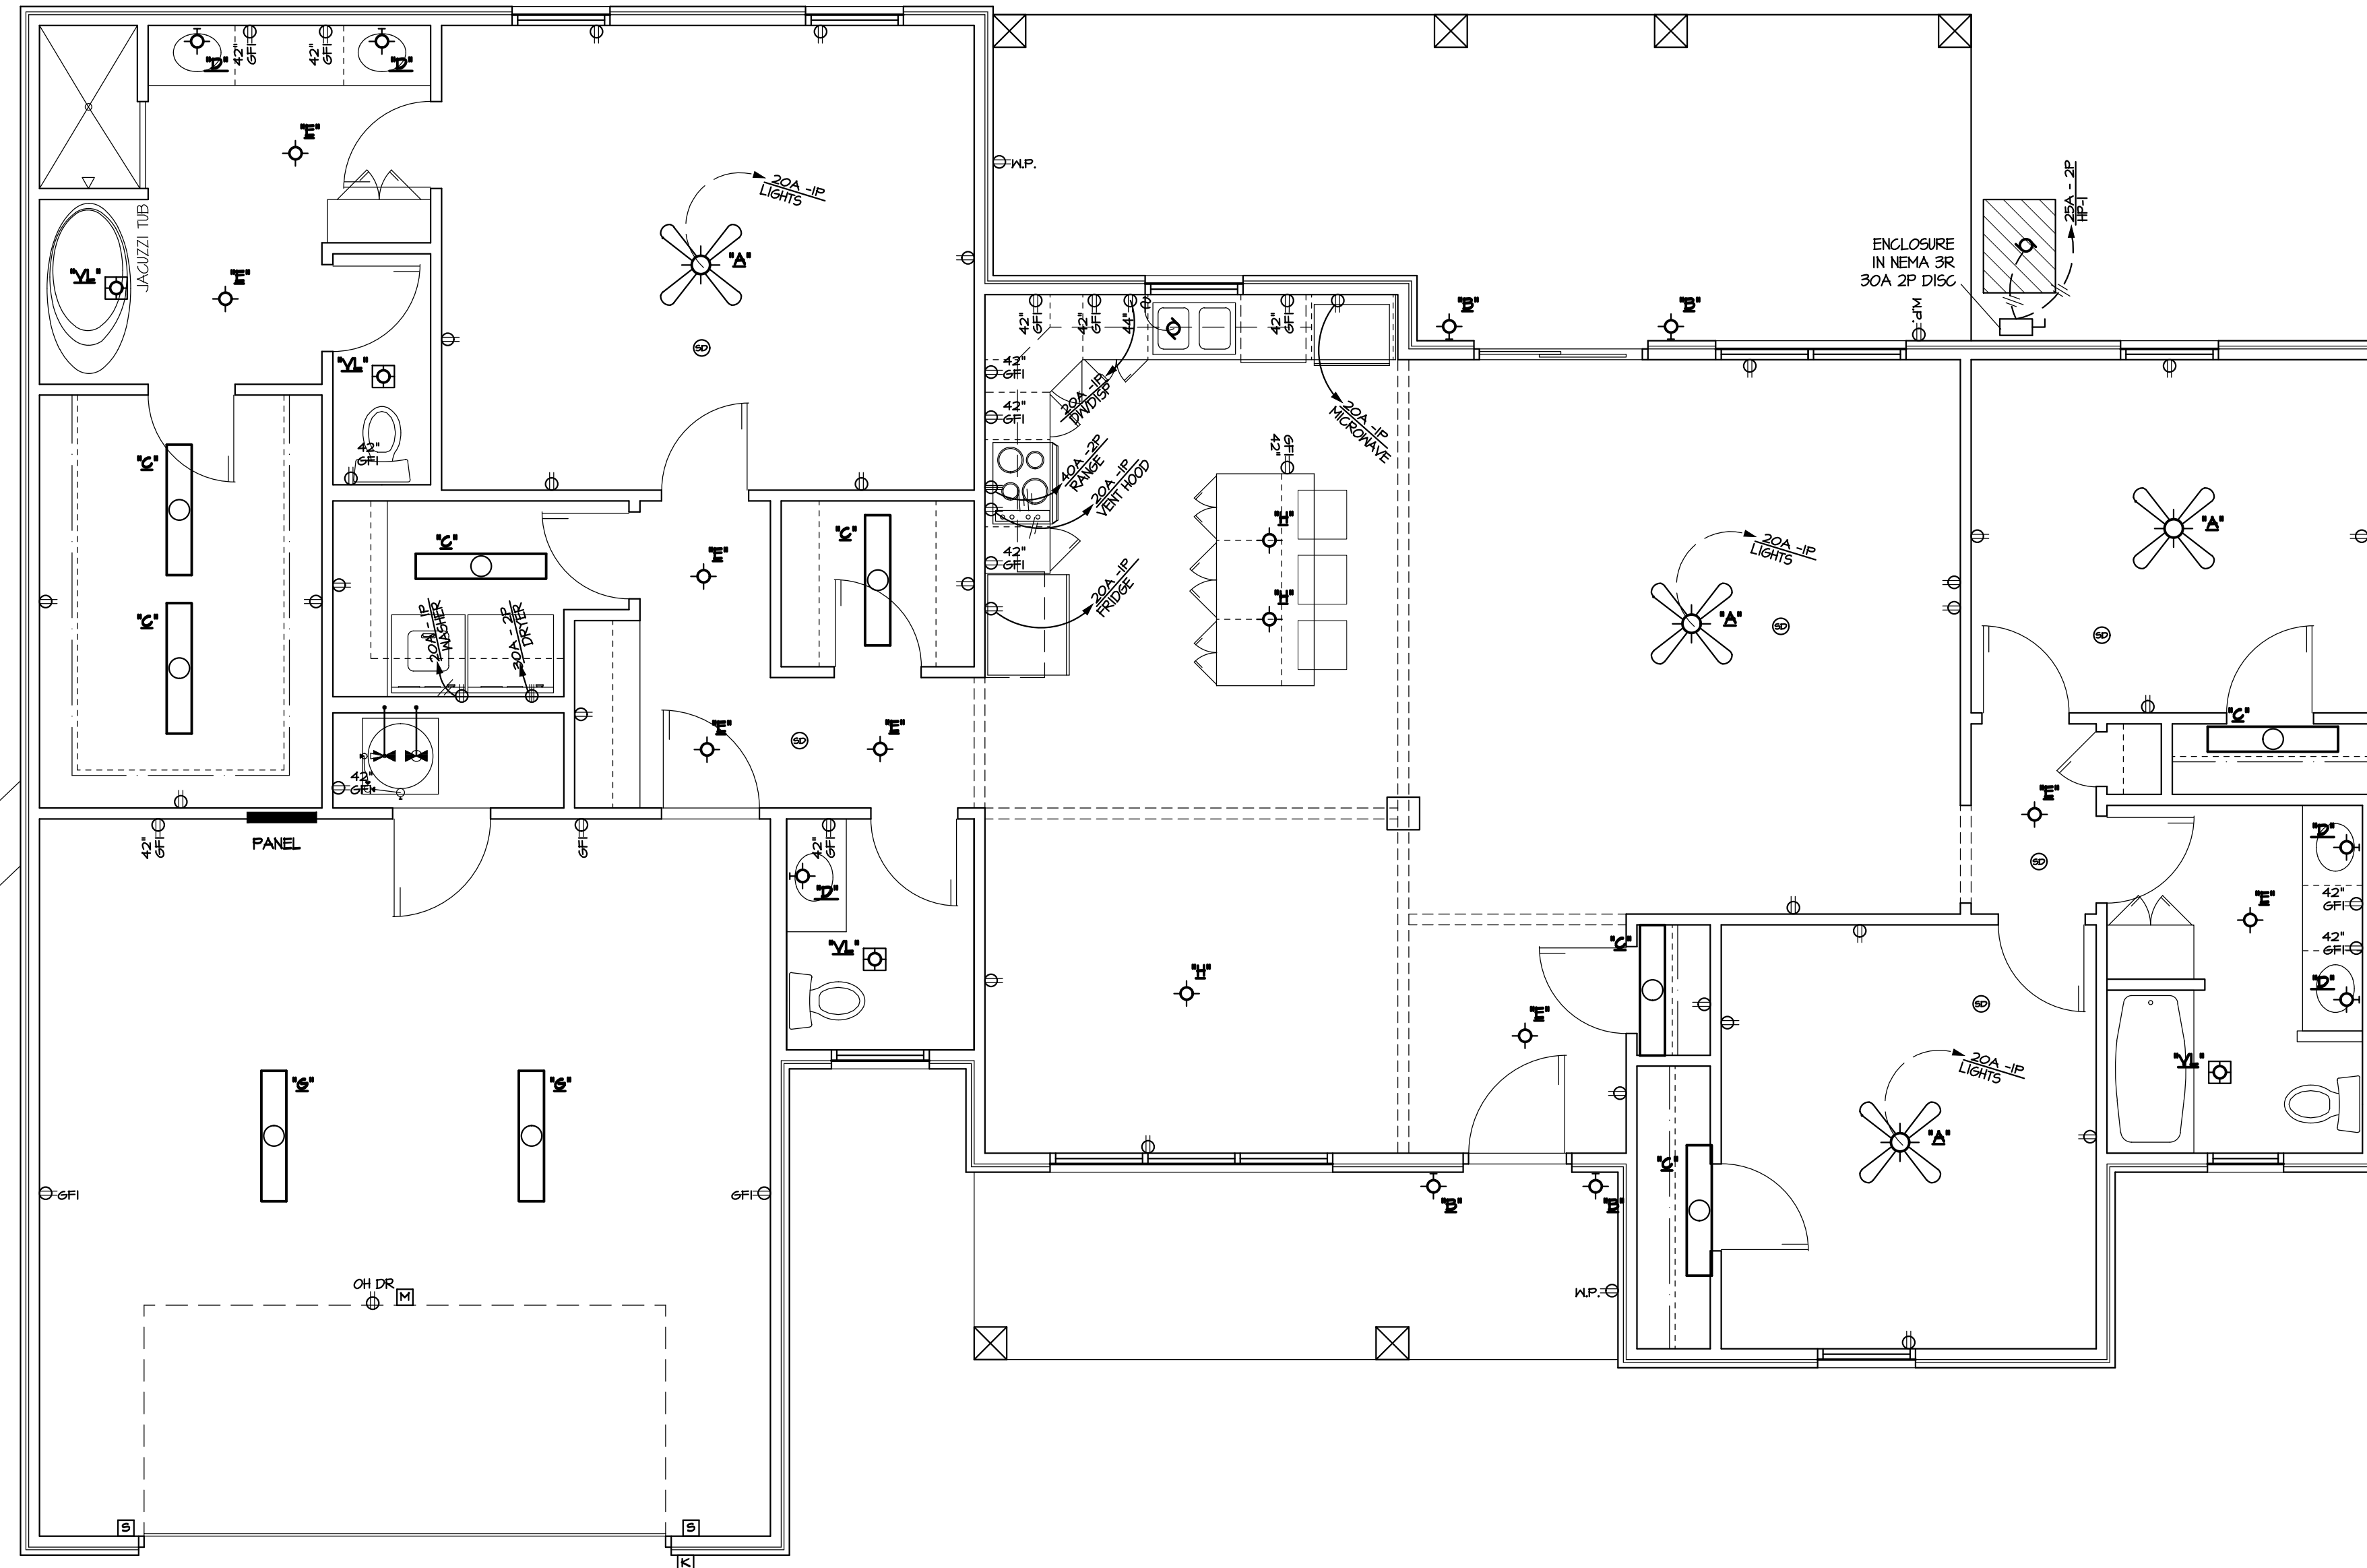 "D"
42"
GFI
42"
GFI
"D"
"E"
20A -1P
LIGHTS
"A"
W.P.
25A - 2P
HP-1
ENCLOSURE
IN NEMA 3R
30A 2P DISC
W.P.
JACUZZI TUB
"VL"
"E"
"VL"
SD
42"
GFI
42"
GFI
44"
42"
GFI
"B"
"B"
42"
GFI
42"
GFI
20A -1P
DW/DISP
20A -1P
MICROWAVE
42"
GFI
40A -2P
RANGE
20A -1P
VENT HOOD
42"
GFI
42"
GFI
20A -1P
FRIDGE
"H"
"H"
"C"
"C"
"C"
"E"
"C"
20A - 1P
WASHER
30A - 2P
DRYER
20A -1P
LIGHTS
"A"
SD
"A"
SD
"C"
"E"
SD
"E"
42"
GFI
PANEL
42"
GFI
GFI
42"
GFI
"D"
"VL"
"E"
SD
"D"
42"
GFI
42"
GFI
"D"
"E"
"VL"
"H"
"E"
"C"
SD
20A -1P
LIGHTS
"A"
"C"
"G"
"G"
GFI
GFI
"B"
"B"
W.P.
OH DR
M
S
S
K